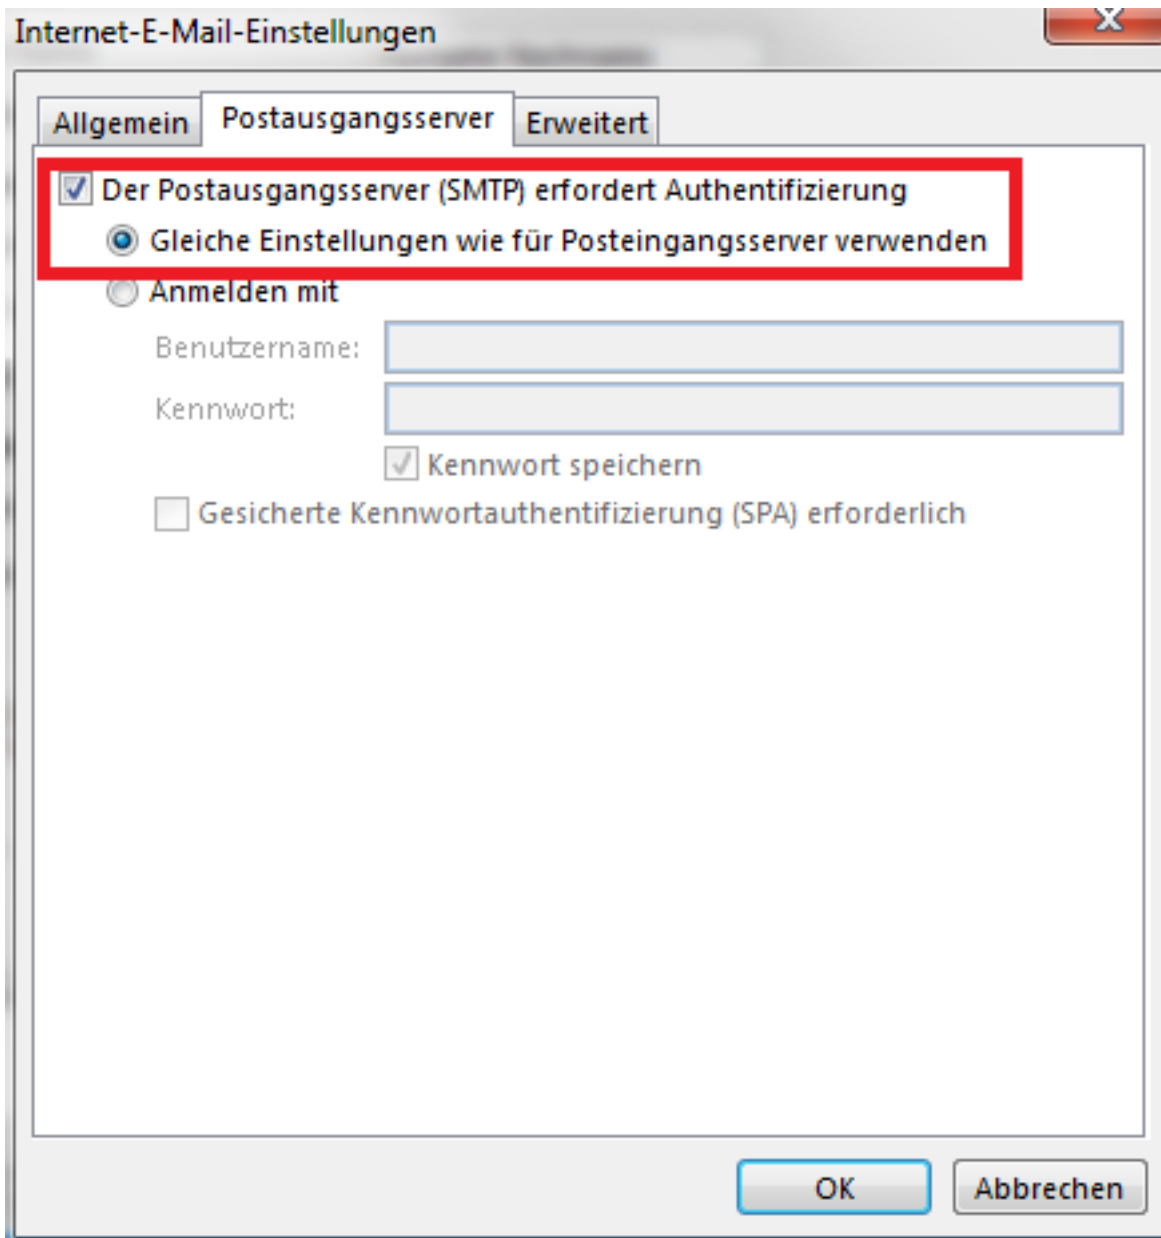 Internet-E-Mail-Einstellungen
Allgemein Postausgangsserver Erweitert
Der Postausgangsserver (SMTP) erfordert Authentifizierung
Gleiche Einstellungen wie für Posteingangsserver verwenden
Anmelden mit
Benutzername:
Kennwort:
Kennwort speichern
Gesicherte Kennwortauthentifizierung (SPA) erforderlich
OK Abbrechen